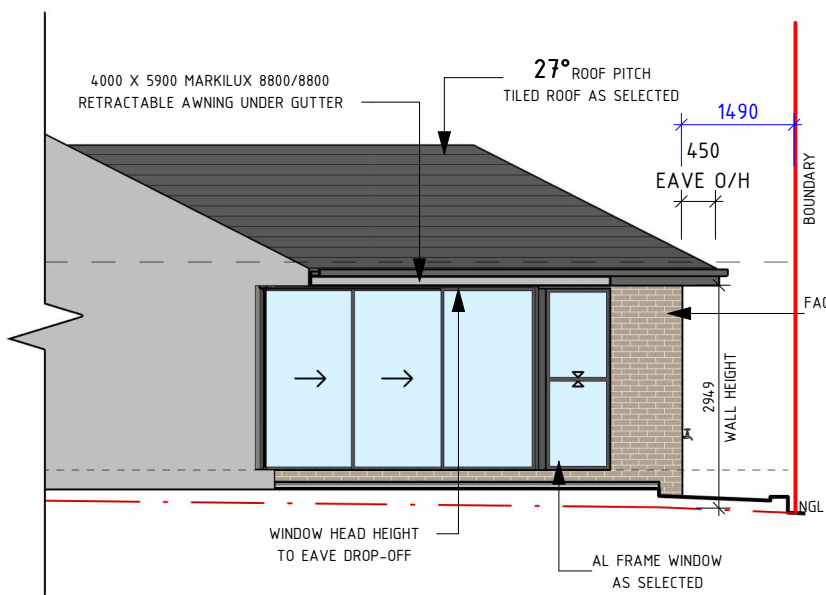 4000 X 5900 MARKILUX 8800/8800
RETRACTABLE AWNING UNDER GUTTER
27° ROOF PITCH
TILED ROOF AS SELECTED
1490
450
EAVE O/H
BOUNDARY
FAC
2949
WALL HEIGHT
NGL
WINDOW HEAD HEIGHT
TO EAVE DROP-OFF
AL FRAME WINDOW
AS SELECTED